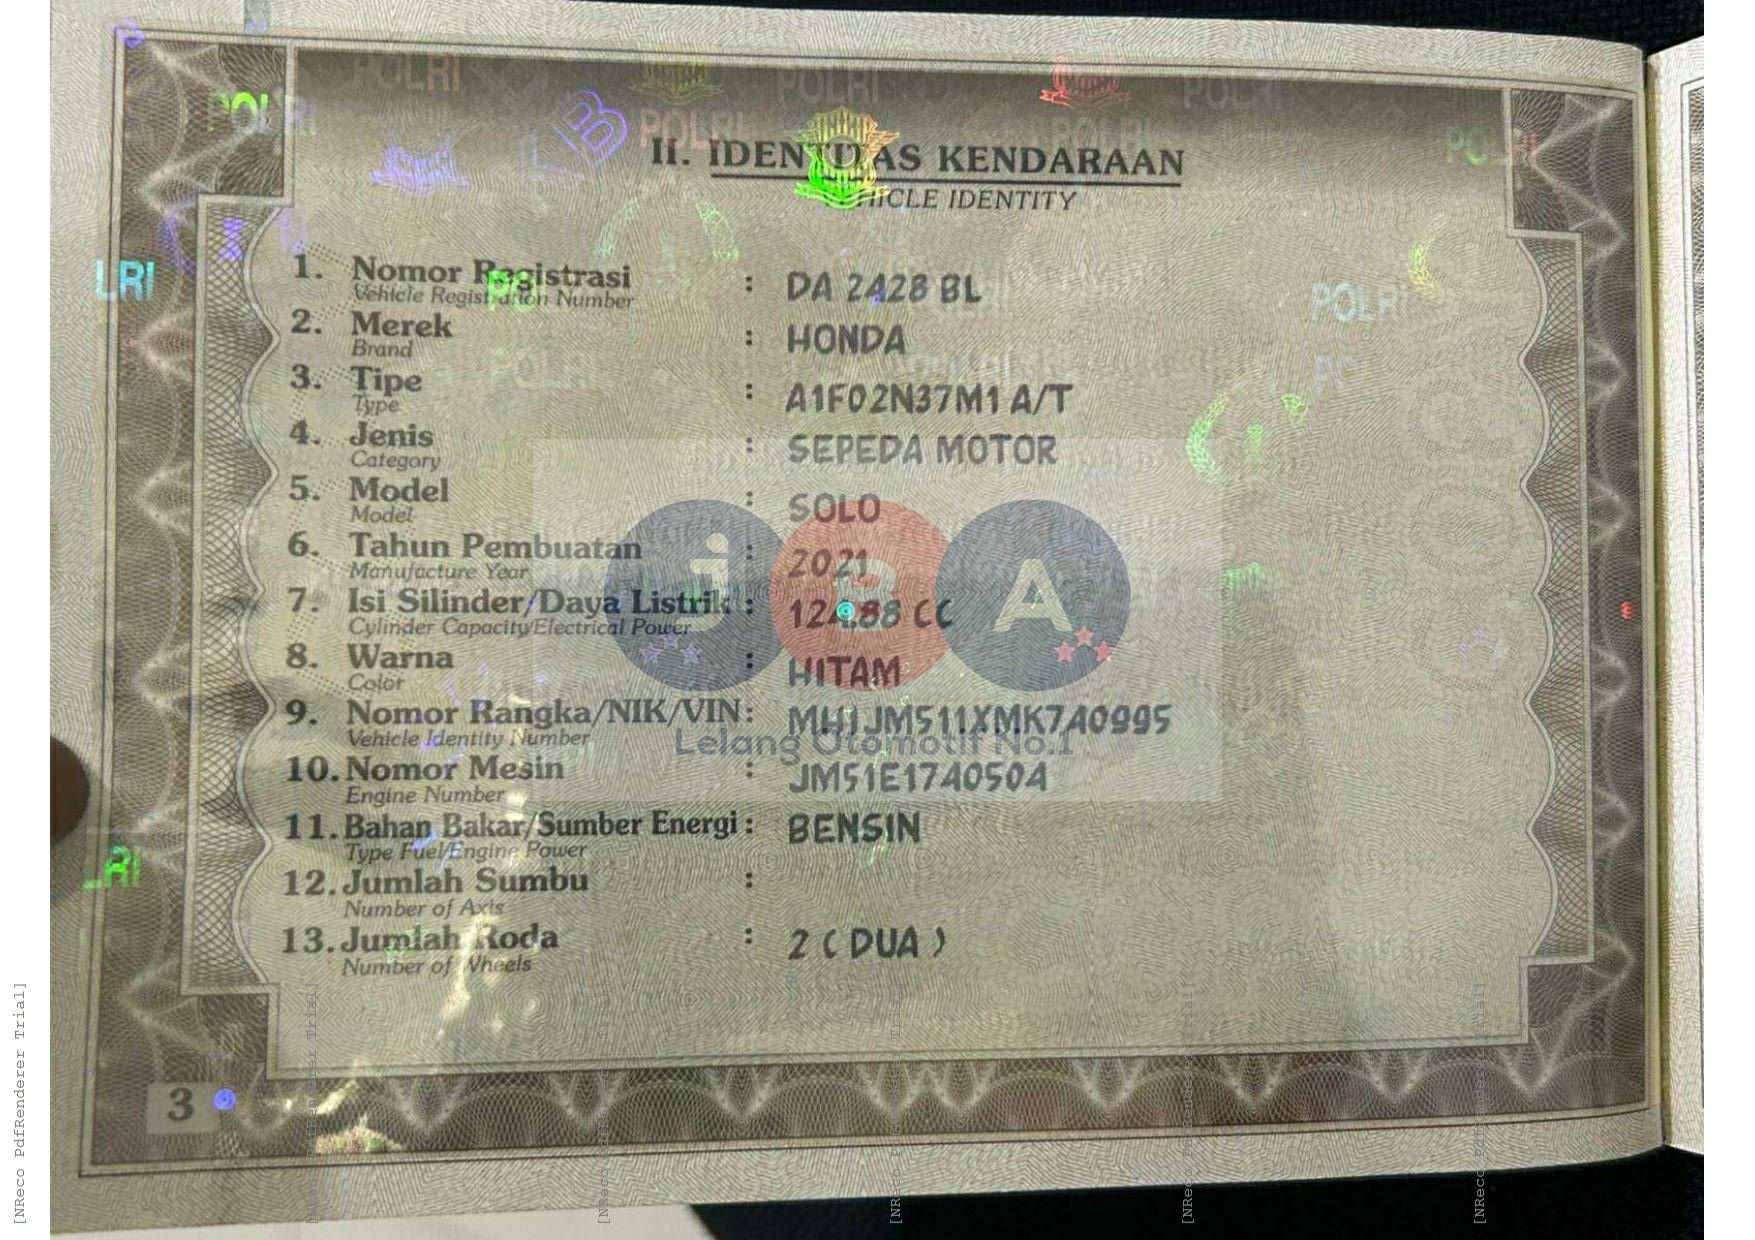 II. IDENTITAS KENDARAAN
VEHICLE IDENTITY
1. Nomor Registrasi : DA 2428 BL
Vehicle Registration Number
2. Merek : HONDA
Brand
3. Tipe : A1F02N37M1 A/T
Type
4. Jenis : SEPEDA MOTOR
Category
5. Model : SOLO
Model
6. Tahun Pembuatan : 2021
Manufacture Year
7. Isi Silinder/Daya Listrik : 124.88 CC
Cylinder Capacity/Electrical Power
8. Warna : HITAM
Color
9. Nomor Rangka/NIK/VIN : MH1JM511XMK740995
Vehicle Identity Number
10. Nomor Mesin : JM51E1740504
Engine Number
11. Bahan Bakar/Sumber Energi : BENSIN
Type Fuel/Engine Power
12. Jumlah Sumbu :
Number of Axis
13. Jumlah Roda : 2 ( DUA )
Number of Wheels
3
JBA
Lelang Otomotif No.1
POLRI
[NReco PdfRenderer Trial]